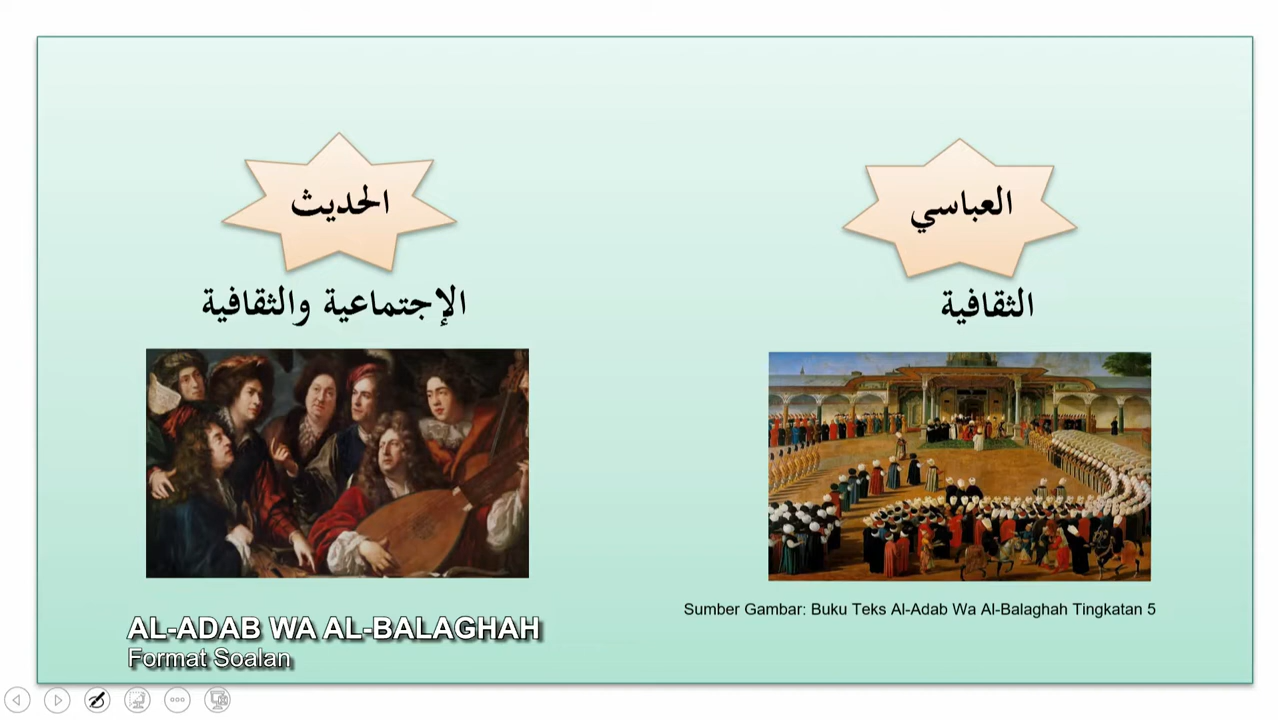 العباسي
الثقافية
الحديث
الإجتماعية والثقافية
Sumber Gambar: Buku Teks Al-Adab Wa Al-Balaghah Tingkatan 5
AL-ADAB WA AL-BALAGHAH
Format Soalan